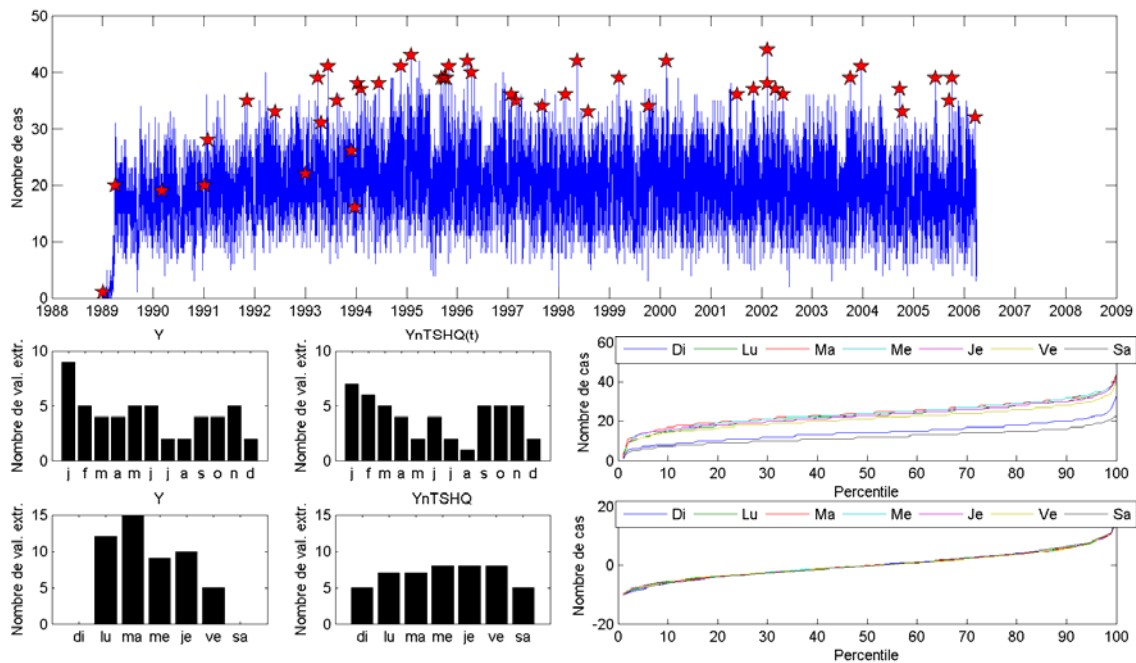 50
40
30
20
10
0
Nombre de cas
1988 1989 1990 1991 1992 1993 1994 1995 1996 1997 1998 1999 2000 2001 2002 2003 2004 2005 2006 2007 2008 2009
Y
10
5
0
Nombre de val. extr.
j f m a m j j a s o n d
YnTSHQ(t)
10
5
0
Nombre de val. extr.
j f m a m j j a s o n d
60
40
20
0
Nombre de cas
Di Lu Ma Me Je Ve Sa
0 10 20 30 40 50 60 70 80 90 100
Percentile
Y
15
10
5
0
Nombre de val. extr.
di lu ma me je ve sa
YnTSHQ
15
10
5
0
Nombre de val. extr.
di lu ma me je ve sa
20
0
-20
Nombre de cas
Di Lu Ma Me Je Ve Sa
0 10 20 30 40 50 60 70 80 90 100
Percentile